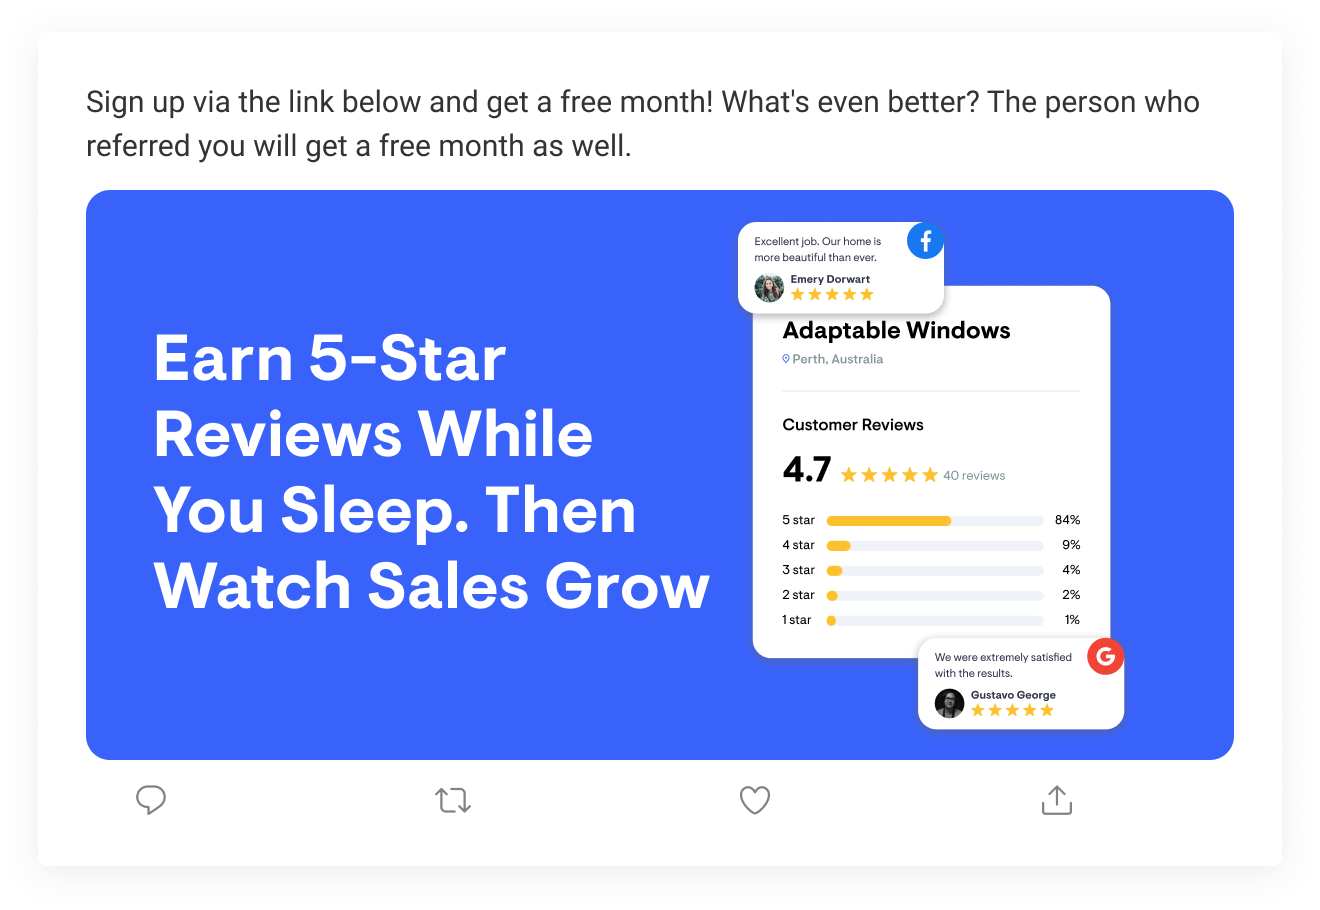 Sign up via the link below and get a free month! What's even better? The person who
referred you will get a free month as well.
Earn 5-Star
Reviews While
You Sleep. Then
Watch Sales Grow
Excellent job. Our home is
more beautiful than ever.
Emery Dorwart
Adaptable Windows
Perth, Australia
Customer Reviews
4.7 40 reviews
5 star 84%
4 star 9%
3 star 4%
2 star 2%
1 star 1%
We were extremely satisfied
with the results.
Gustavo George